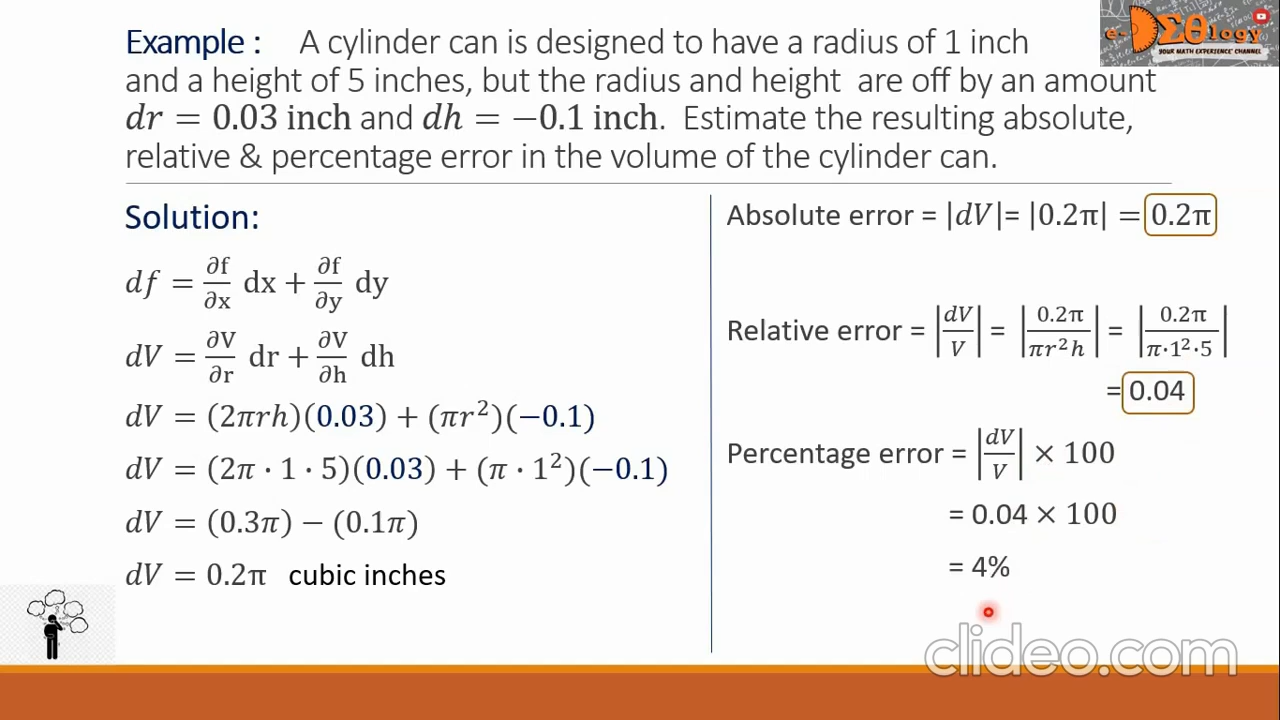 Example : A cylinder can is designed to have a radius of 1 inch
and a height of 5 inches, but the radius and height are off by an amount
dr = 0.03 inch and dh = −0.1 inch. Estimate the resulting absolute,
relative & percentage error in the volume of the cylinder can.
e-DΣθlogy
YOUR MATH EXPERIENCE CHANNEL
Solution:
df = ∂f/∂x dx + ∂f/∂y dy
dV = ∂V/∂r dr + ∂V/∂h dh
dV = (2πrh)(0.03) + (πr²)(−0.1)
dV = (2π · 1 · 5)(0.03) + (π · 1²)(−0.1)
dV = (0.3π) − (0.1π)
dV = 0.2π cubic inches
Absolute error = |dV|= |0.2π| = 0.2π
Relative error = |dV/V| = |0.2π/πr²h| = |0.2π/π·1²·5|
= 0.04
Percentage error = |dV/V| × 100
= 0.04 × 100
= 4%
clideo.com